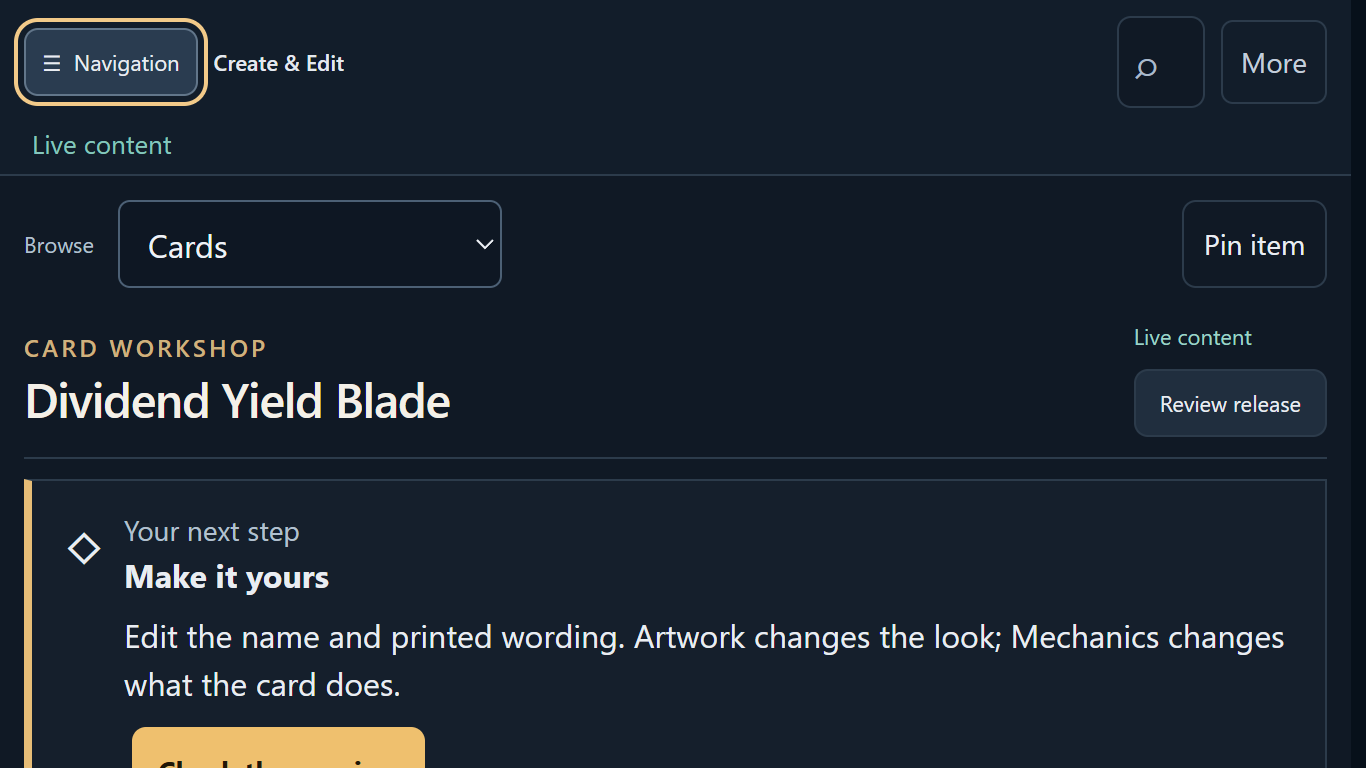 ☰ Navigation Create & Edit
More
Live content
Browse Cards Pin item
CARD WORKSHOP
Live content
Dividend Yield Blade
Review release
Your next step
Make it yours
Edit the name and printed wording. Artwork changes the look; Mechanics changes
what the card does.